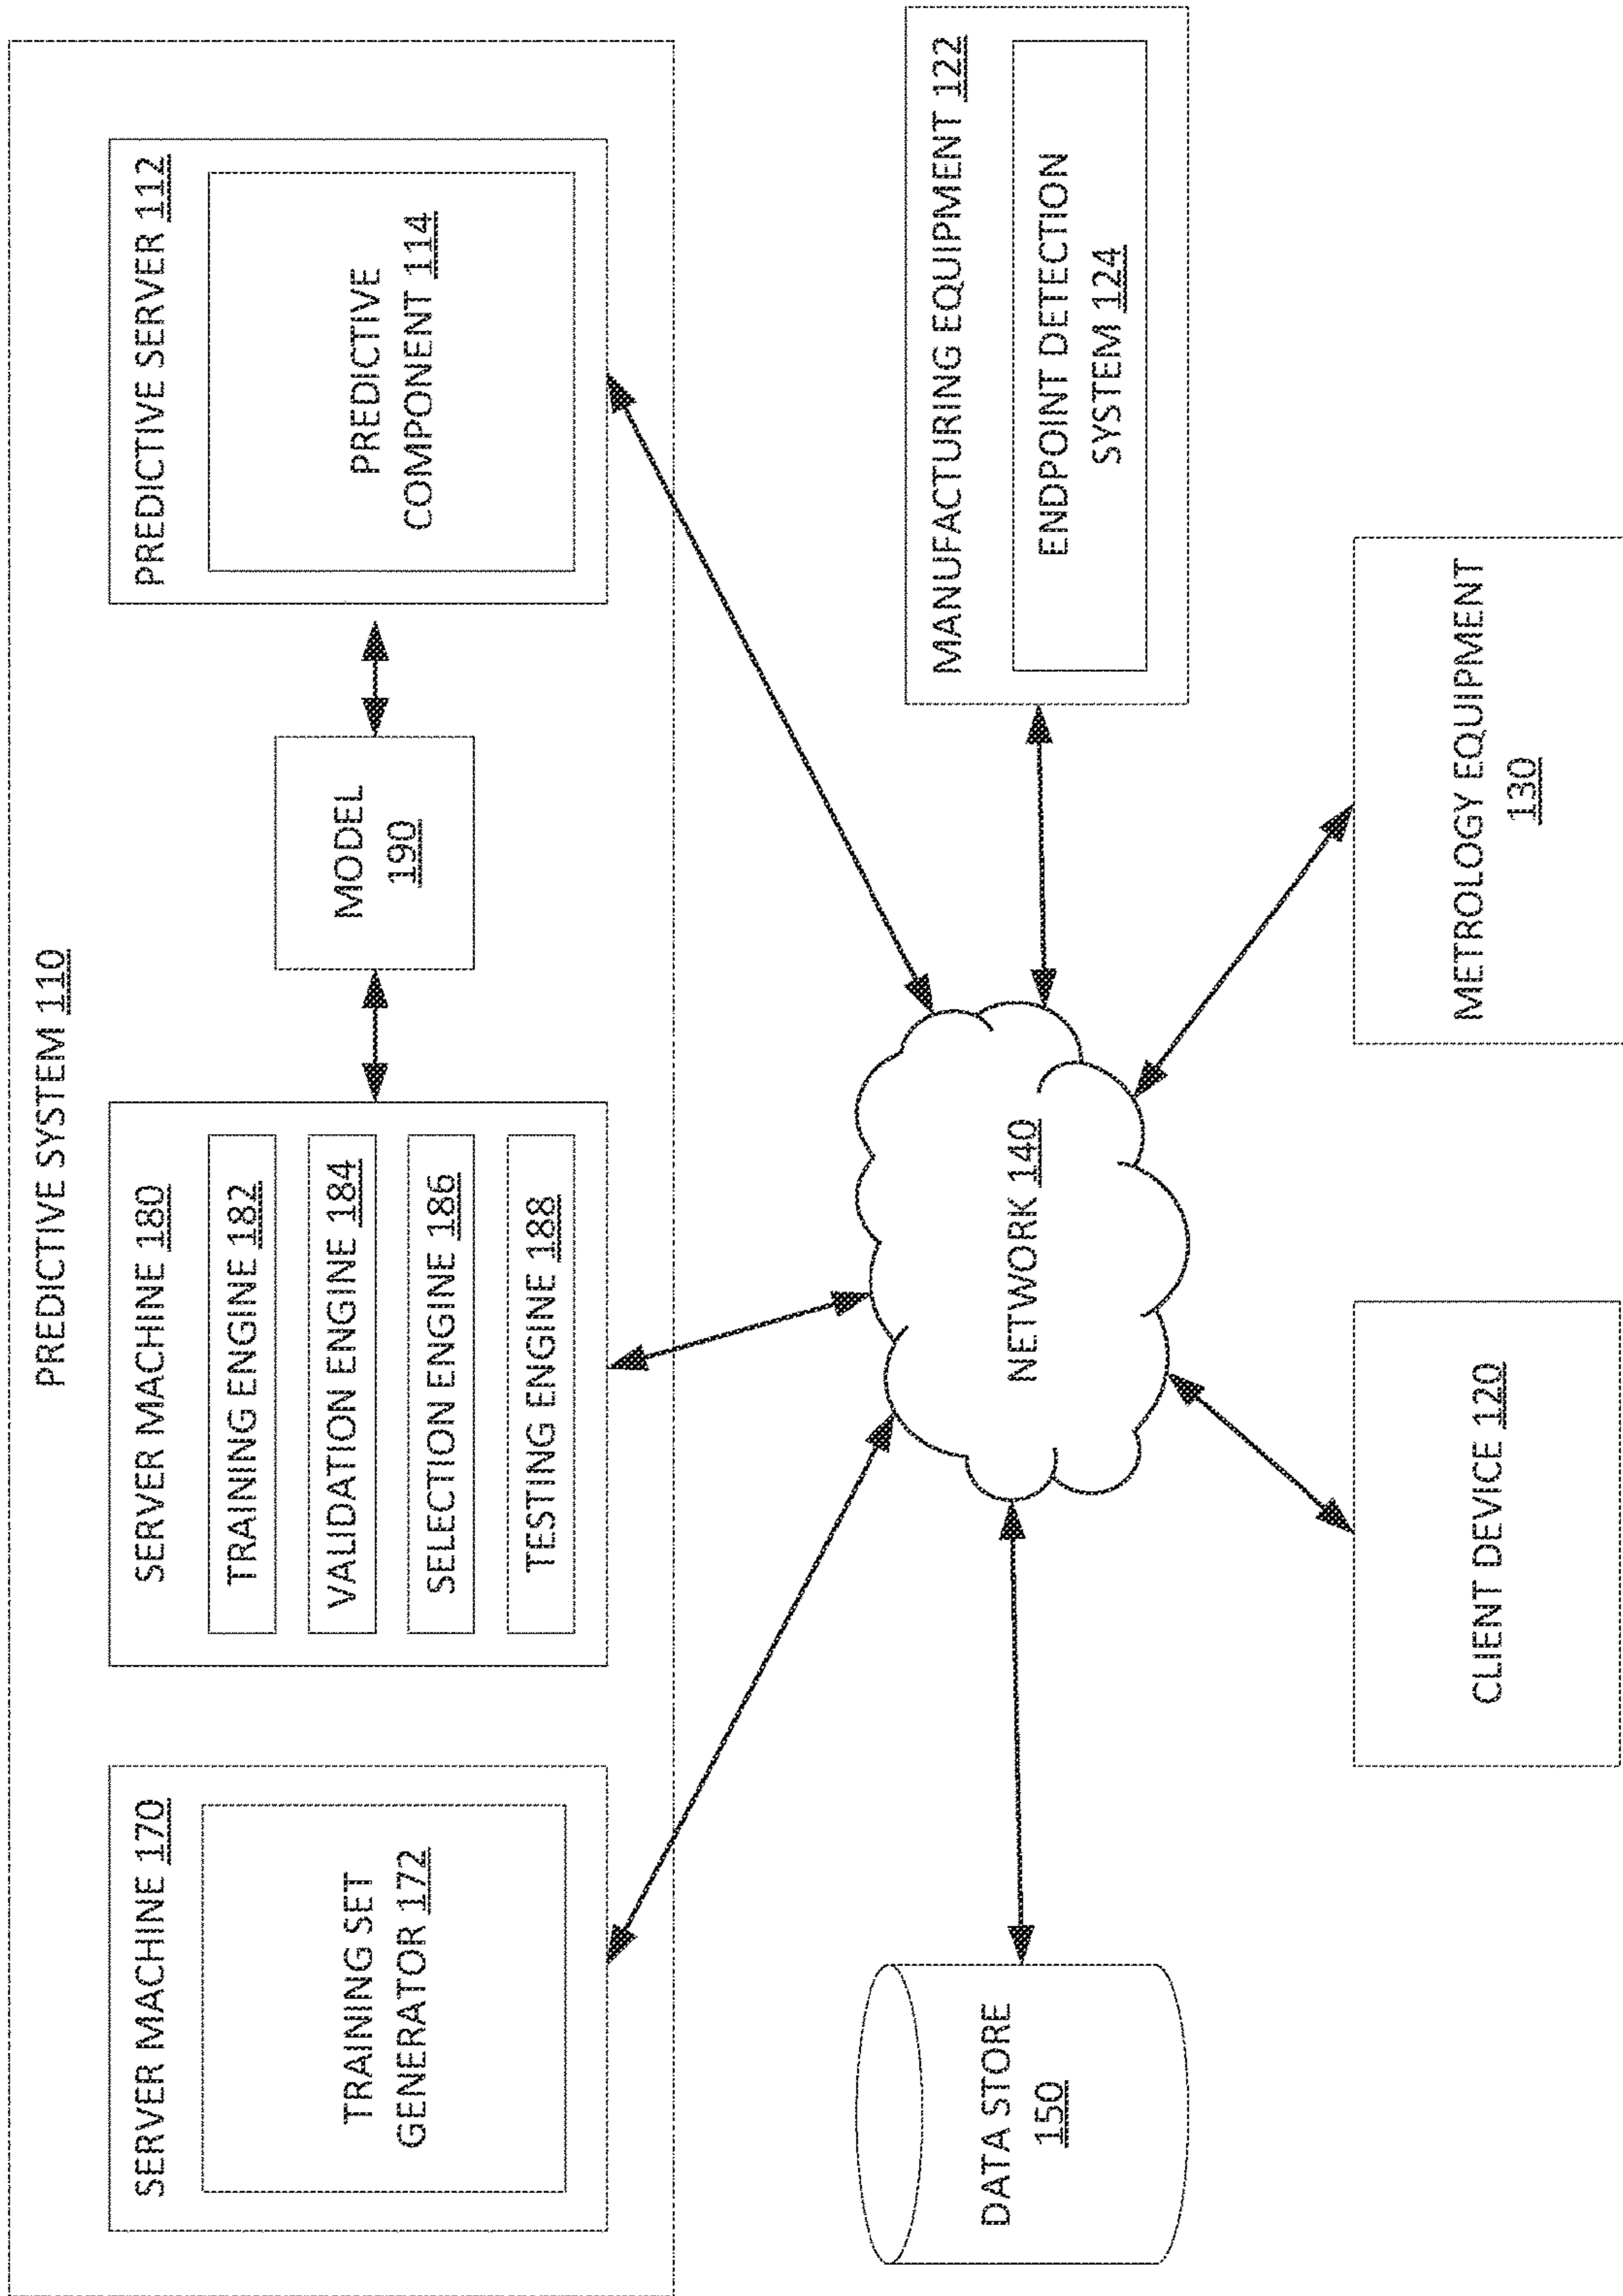 PREDICTIVE SYSTEM 110
SERVER MACHINE 170
TRAINING SET
GENERATOR 172
SERVER MACHINE 180
TRAINING ENGINE 182
VALIDATION ENGINE 184
SELECTION ENGINE 186
TESTING ENGINE 188
MODEL
190
PREDICTIVE SERVER 112
PREDICTIVE
COMPONENT 114
DATA STORE
150
NETWORK 140
MANUFACTURING EQUIPMENT 122
ENDPOINT DETECTION
SYSTEM 124
CLIENT DEVICE 120
METROLOGY EQUIPMENT
130